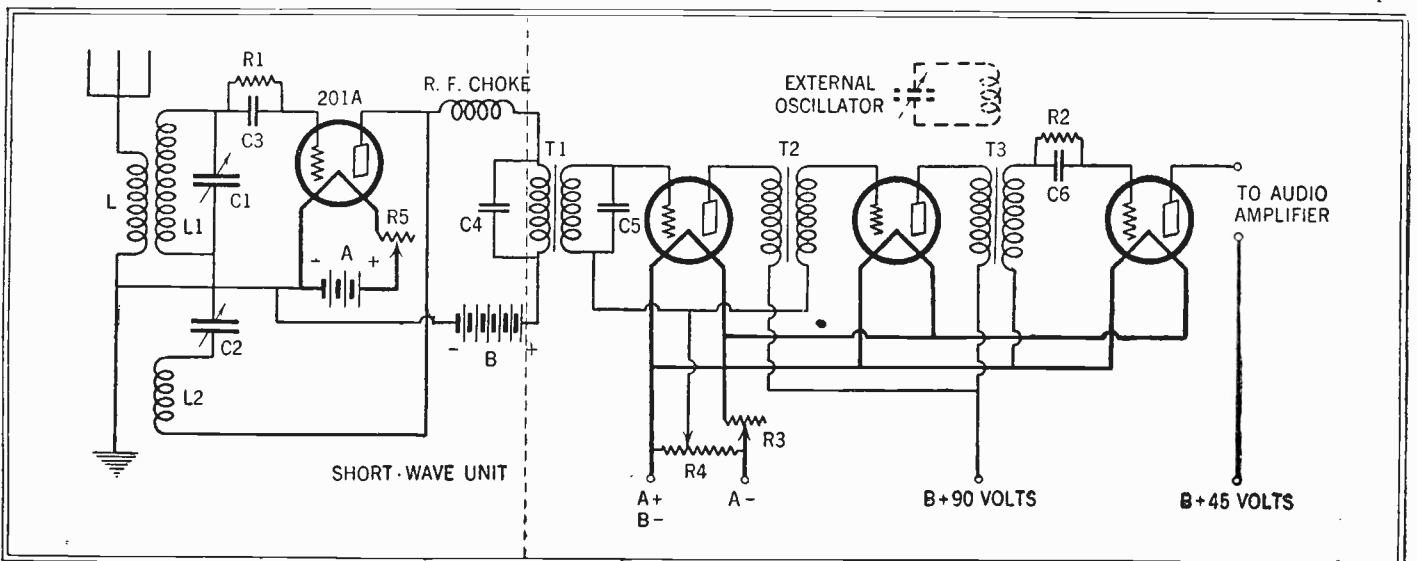 R1
201A
C3
R. F. CHOKE
EXTERNAL
OSCILLATOR
R2
T1
T2
T3
C6
L
L1
C1
R5
- A +
C4
C5
TO AUDIO
AMPLIFIER
C2
- B +
L2
R3
R4
SHORT-WAVE UNIT
A+
B-
A-
B+90 VOLTS
B+45 VOLTS